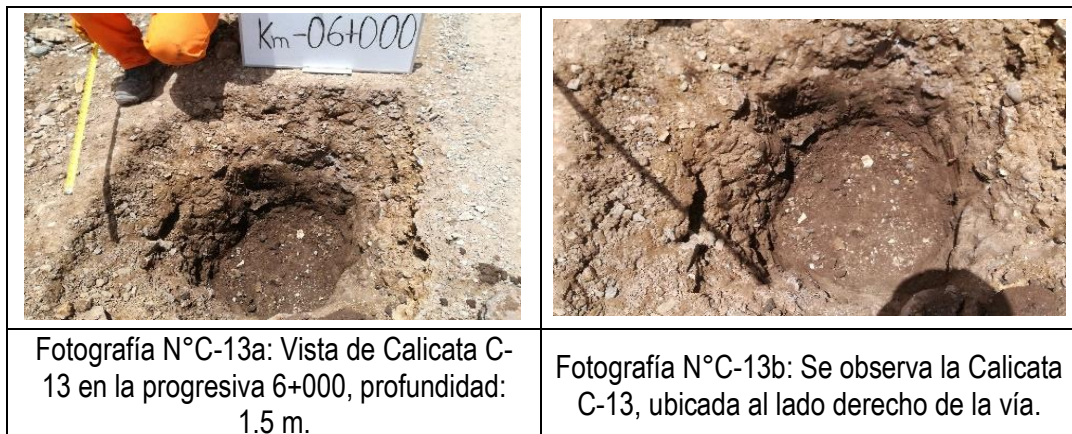 Km-06+000
Fotografía N°C-13a: Vista de Calicata C-
13 en la progresiva 6+000, profundidad:
1.5 m.
Fotografía N°C-13b: Se observa la Calicata
C-13, ubicada al lado derecho de la vía.